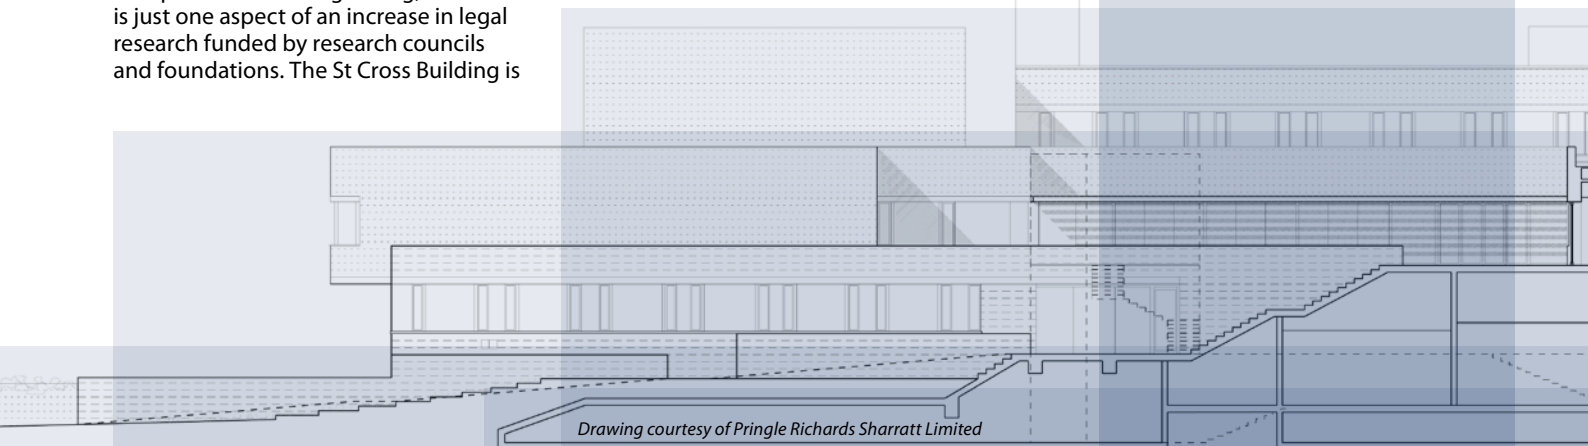 is just one aspect of an increase in legal
research funded by research councils
and foundations. The St Cross Building is
Drawing courtesy of Pringle Richards Sharratt Limited